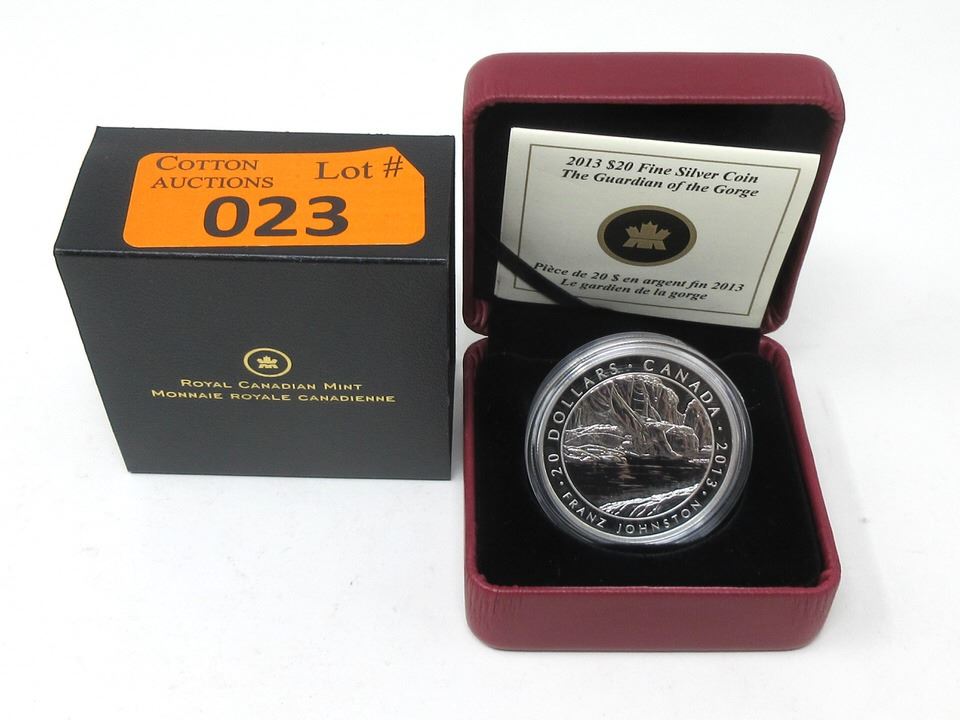 COTTON
AUCTIONS
Lot #
023
ROYAL CANADIAN MINT
MONNAIE ROYALE CANADIENNE
2013 $20 Fine Silver Coin
The Guardian of the Gorge
Pièce de 20 $ en argent fin 2013
Le gardien de la gorge
20 DOLLARS · CANADA · 2013 ·
FRANZ JOHNSTON ·